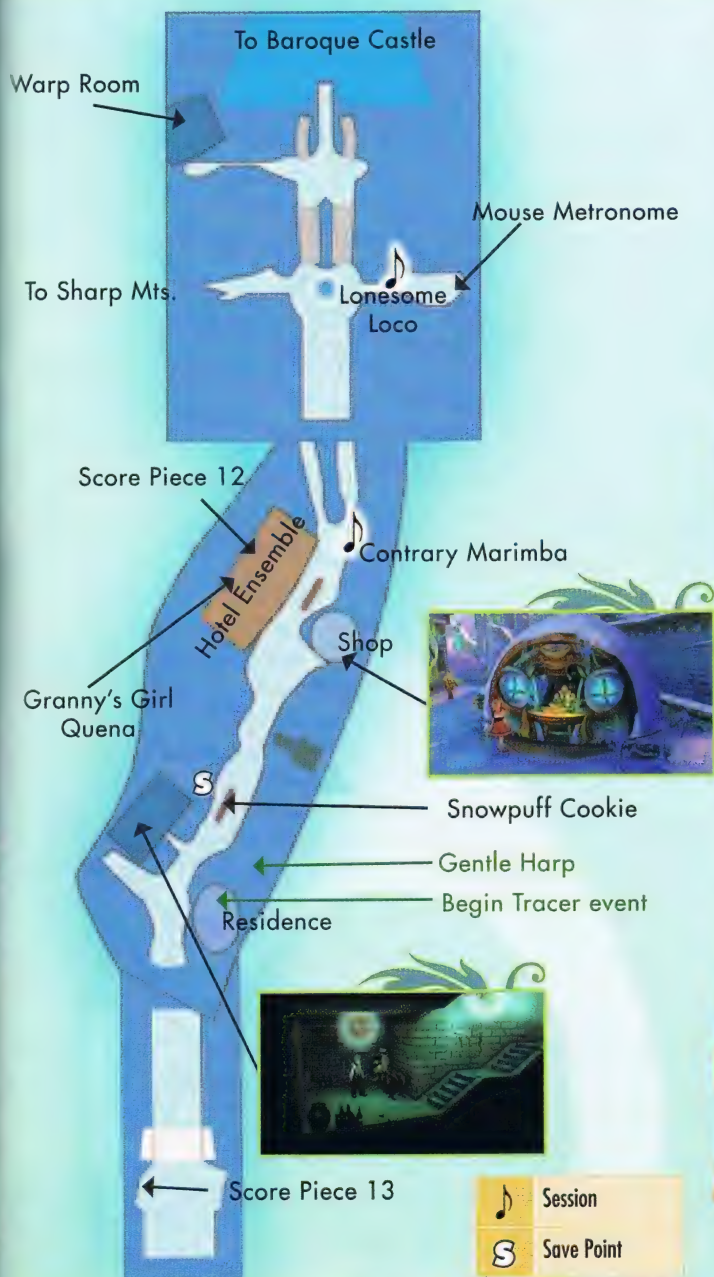 To Baroque Castle
Warp Room
Mouse Metronome
To Sharp Mts.
Lonesome
Loco
Score Piece 12
Hotel Ensemble
Contrary Marimba
Shop
Granny's Girl
Quena
S
Snowpuff Cookie
Gentle Harp
Begin Tracer event
Residence
Score Piece 13
Session
S Save Point